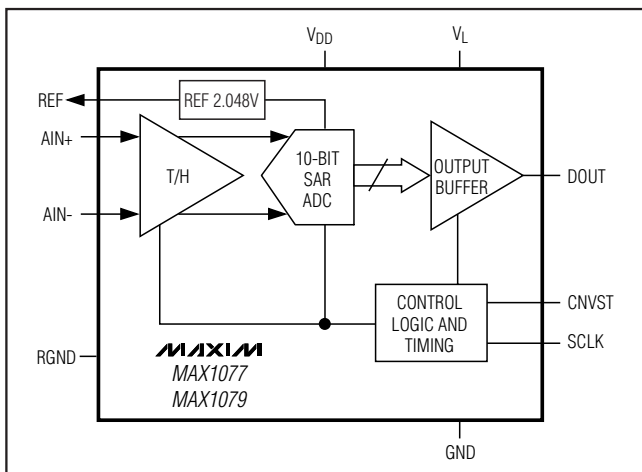 VDD
VL
REF
REF 2.048V
AIN+
AIN-
T/H
10-BIT
SAR
ADC
OUTPUT
BUFFER
DOUT
CONTROL
LOGIC AND
TIMING
CNVST
SCLK
RGND
MAXIM
MAX1077
MAX1079
GND